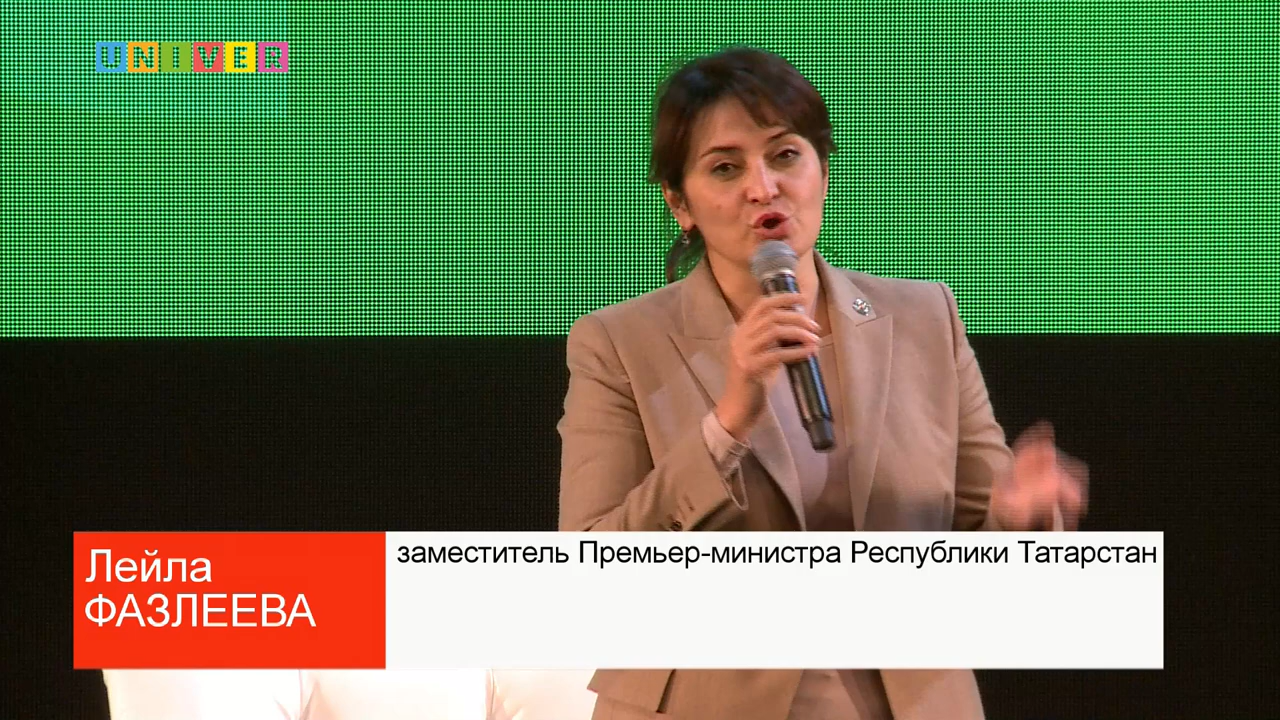 UNIVER
Лейла
ФАЗЛЕЕВА
заместитель Премьер-министра Республики Татарстан